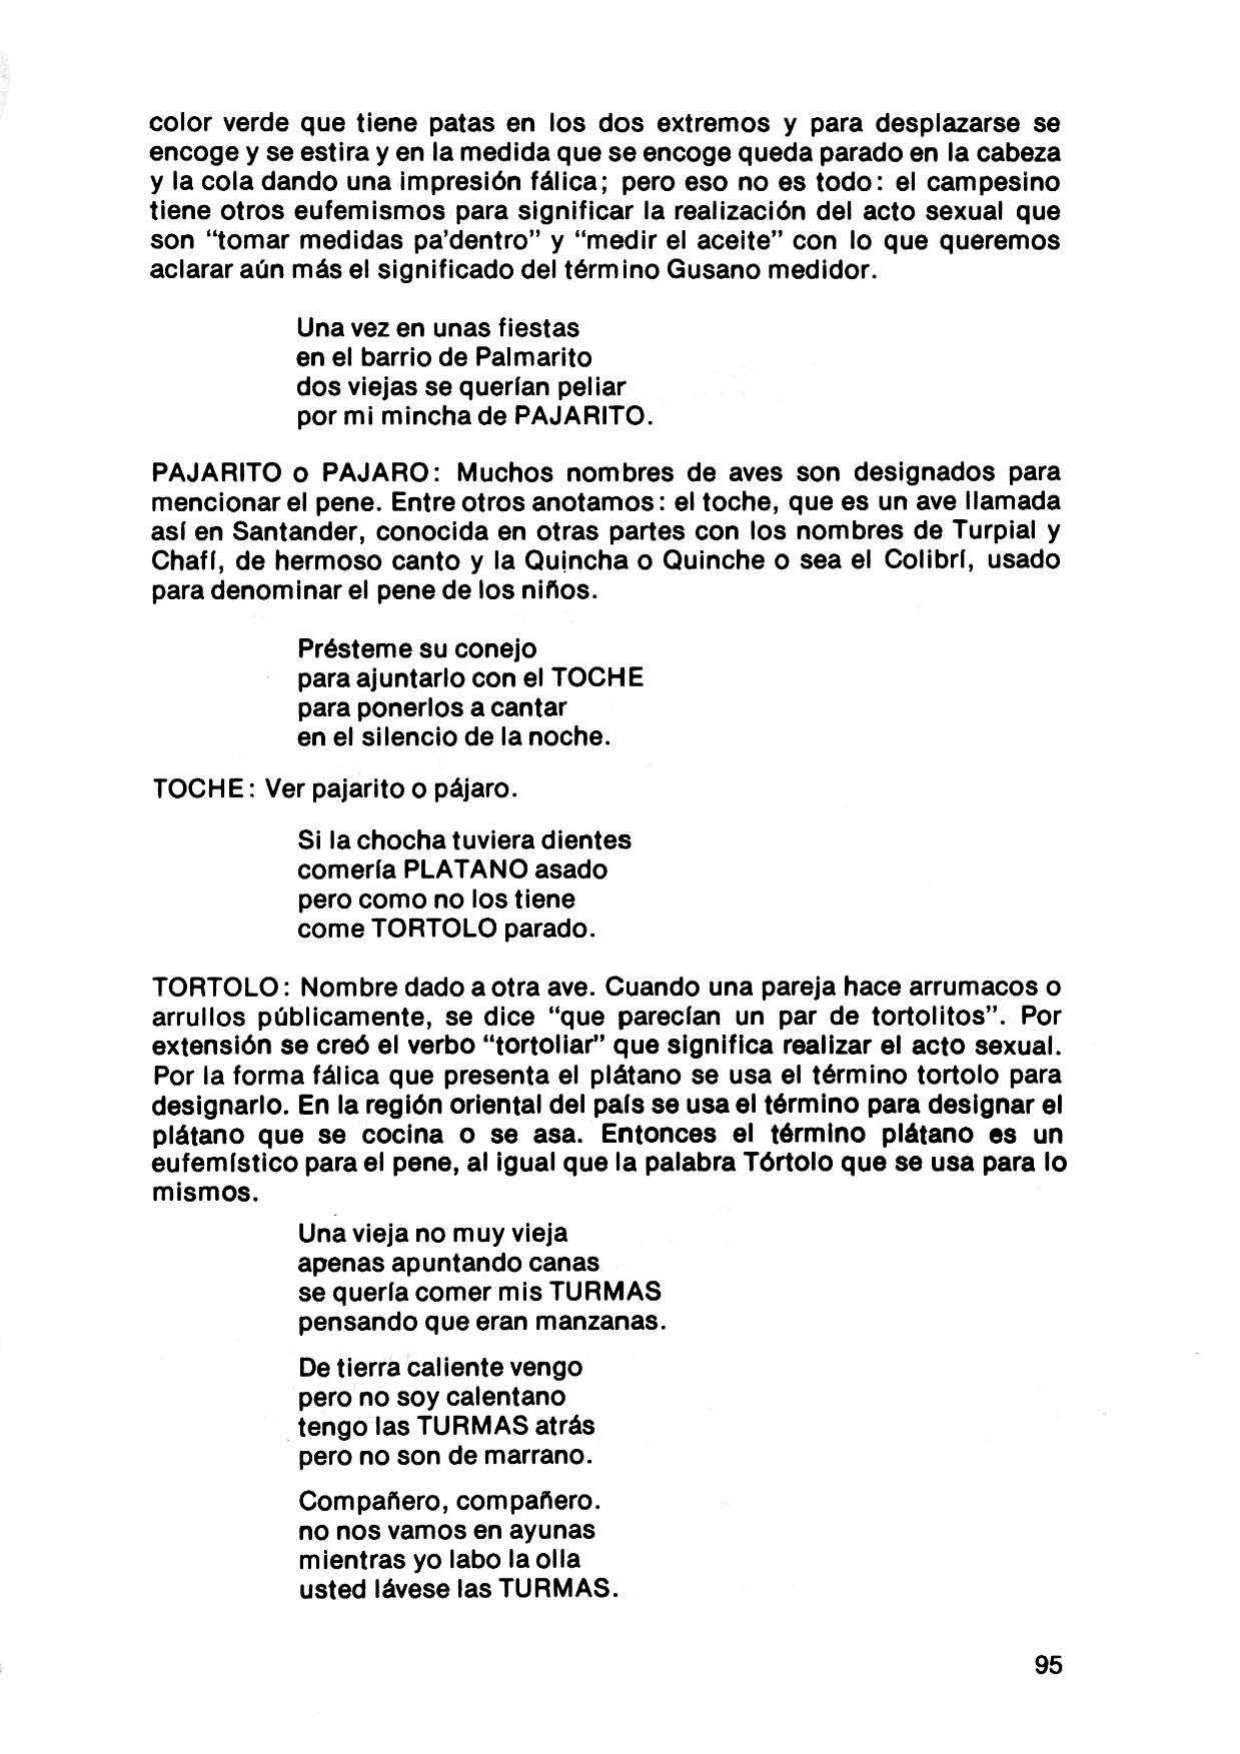 color verde que tiene patas en los dos extremos y para desplazarse se
encoge y se estira y en la medida que se encoge queda parado en la cabeza
y la cola dando una impresión fálica; pero eso no es todo: el campesino
tiene otros eufemismos para significar la realización del acto sexual que
son “tomar medidas pa’dentro” y “medir el aceite” con lo que queremos
aclarar aún más el significado del término Gusano medidor.
Una vez en unas fiestas
en el barrio de Palmarito
dos viejas se querían peliar
por mi mincha de PAJARITO.
PAJARITO o PAJARO: Muchos nombres de aves son designados para
mencionar el pene. Entre otros anotamos: el toche, que es un ave llamada
así en Santander, conocida en otras partes con los nombres de Turpial y
Chafí, de hermoso canto y la Quincha o Quinche o sea el Colibrí, usado
para denominar el pene de los niños.
Présteme su conejo
para ajuntarlo con el TOCHE
para ponerlos a cantar
en el silencio de la noche.
TOCHE: Ver pajarito o pájaro.
Si la chocha tuviera dientes
comería PLATANO asado
pero como no los tiene
come TORTOLO parado.
TORTOLO: Nombre dado a otra ave. Cuando una pareja hace arrumacos o
arrullos públicamente, se dice “que parecían un par de tortolitos”. Por
extensión se creó el verbo “tortoliar” que significa realizar el acto sexual.
Por la forma fálica que presenta el plátano se usa el término tortolo para
designarlo. En la región oriental del país se usa el término para designar el
plátano que se cocina o se asa. Entonces el término plátano es un
eufemístico para el pene, al igual que la palabra Tórtolo que se usa para lo
mismos.
Una vieja no muy vieja
apenas apuntando canas
se quería comer mis TURMAS
pensando que eran manzanas.
De tierra caliente vengo
pero no soy calentano
tengo las TURMAS atrás
pero no son de marrano.
Compañero, compañero.
no nos vamos en ayunas
mientras yo labo la olla
usted lávese las TURMAS.
95